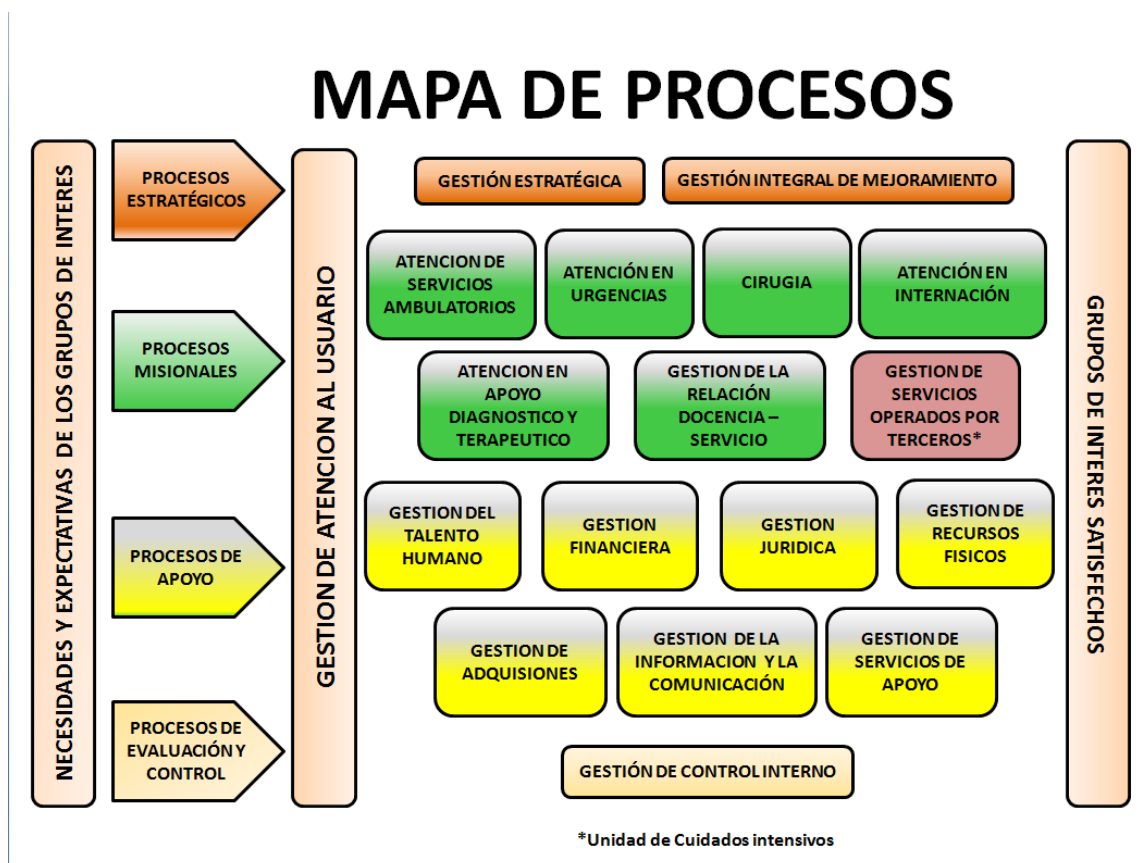 MAPA DE PROCESOS
NECESIDADES Y EXPECTATIVAS DE LOS GRUPOS DE INTERES
PROCESOS
ESTRATÉGICOS
PROCESOS
MISIONALES
PROCESOS DE
APOYO
PROCESOS DE
EVALUACIÓN Y
CONTROL
GESTION DE ATENCION AL USUARIO
GESTIÓN ESTRATÉGICA
GESTIÓN INTEGRAL DE MEJORAMIENTO
ATENCION DE
SERVICIOS
AMBULATORIOS
ATENCIÓN EN
URGENCIAS
CIRUGIA
ATENCIÓN EN
INTERNACIÓN
ATENCION EN
APOYO
DIAGNOSTICO Y
TERAPEUTICO
GESTION DE LA
RELACIÓN
DOCENCIA –
SERVICIO
GESTION DE
SERVICIOS
OPERADOS POR
TERCEROS*
GESTION DEL
TALENTO
HUMANO
GESTION
FINANCIERA
GESTION
JURIDICA
GESTION DE
RECURSOS
FISICOS
GESTION DE
ADQUISIONES
GESTION DE LA
INFORMACION Y LA
COMUNICACIÓN
GESTION DE
SERVICIOS DE
APOYO
GESTIÓN DE CONTROL INTERNO
GRUPOS DE INTERES SATISFECHOS
*Unidad de Cuidados intensivos